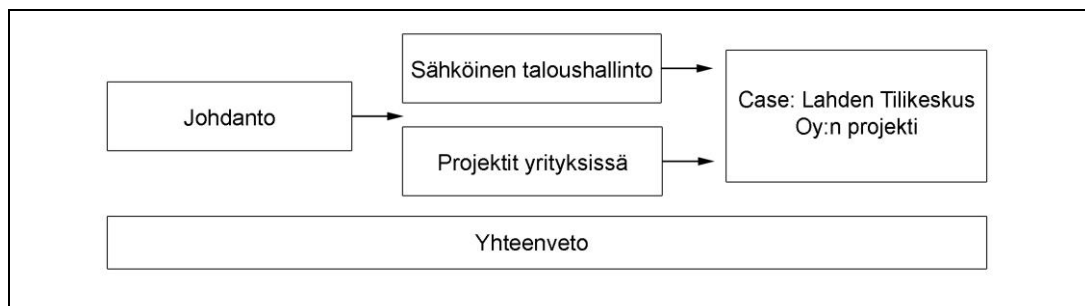 Johdanto
Sähköinen taloushallinto
Projektit yrityksissä
Case: Lahden Tilikeskus
Oy:n projekti
Yhteenveto